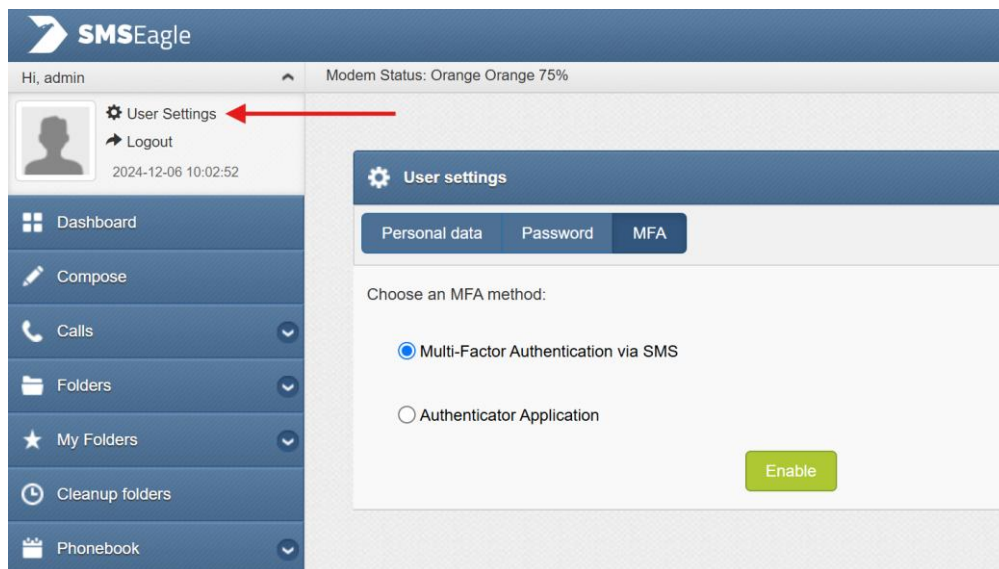 SMSEagle
Hi, admin
Modem Status: Orange Orange 75%
User Settings
Logout
2024-12-06 10:02:52
User settings
Dashboard
Personal data Password MFA
Compose
Choose an MFA method:
Calls
Multi-Factor Authentication via SMS
Folders
Authenticator Application
My Folders
Enable
Cleanup folders
Phonebook